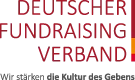 DEUTSCHER
FUNDRAISING
VERBAND
Wir stärken die Kultur des Gebens